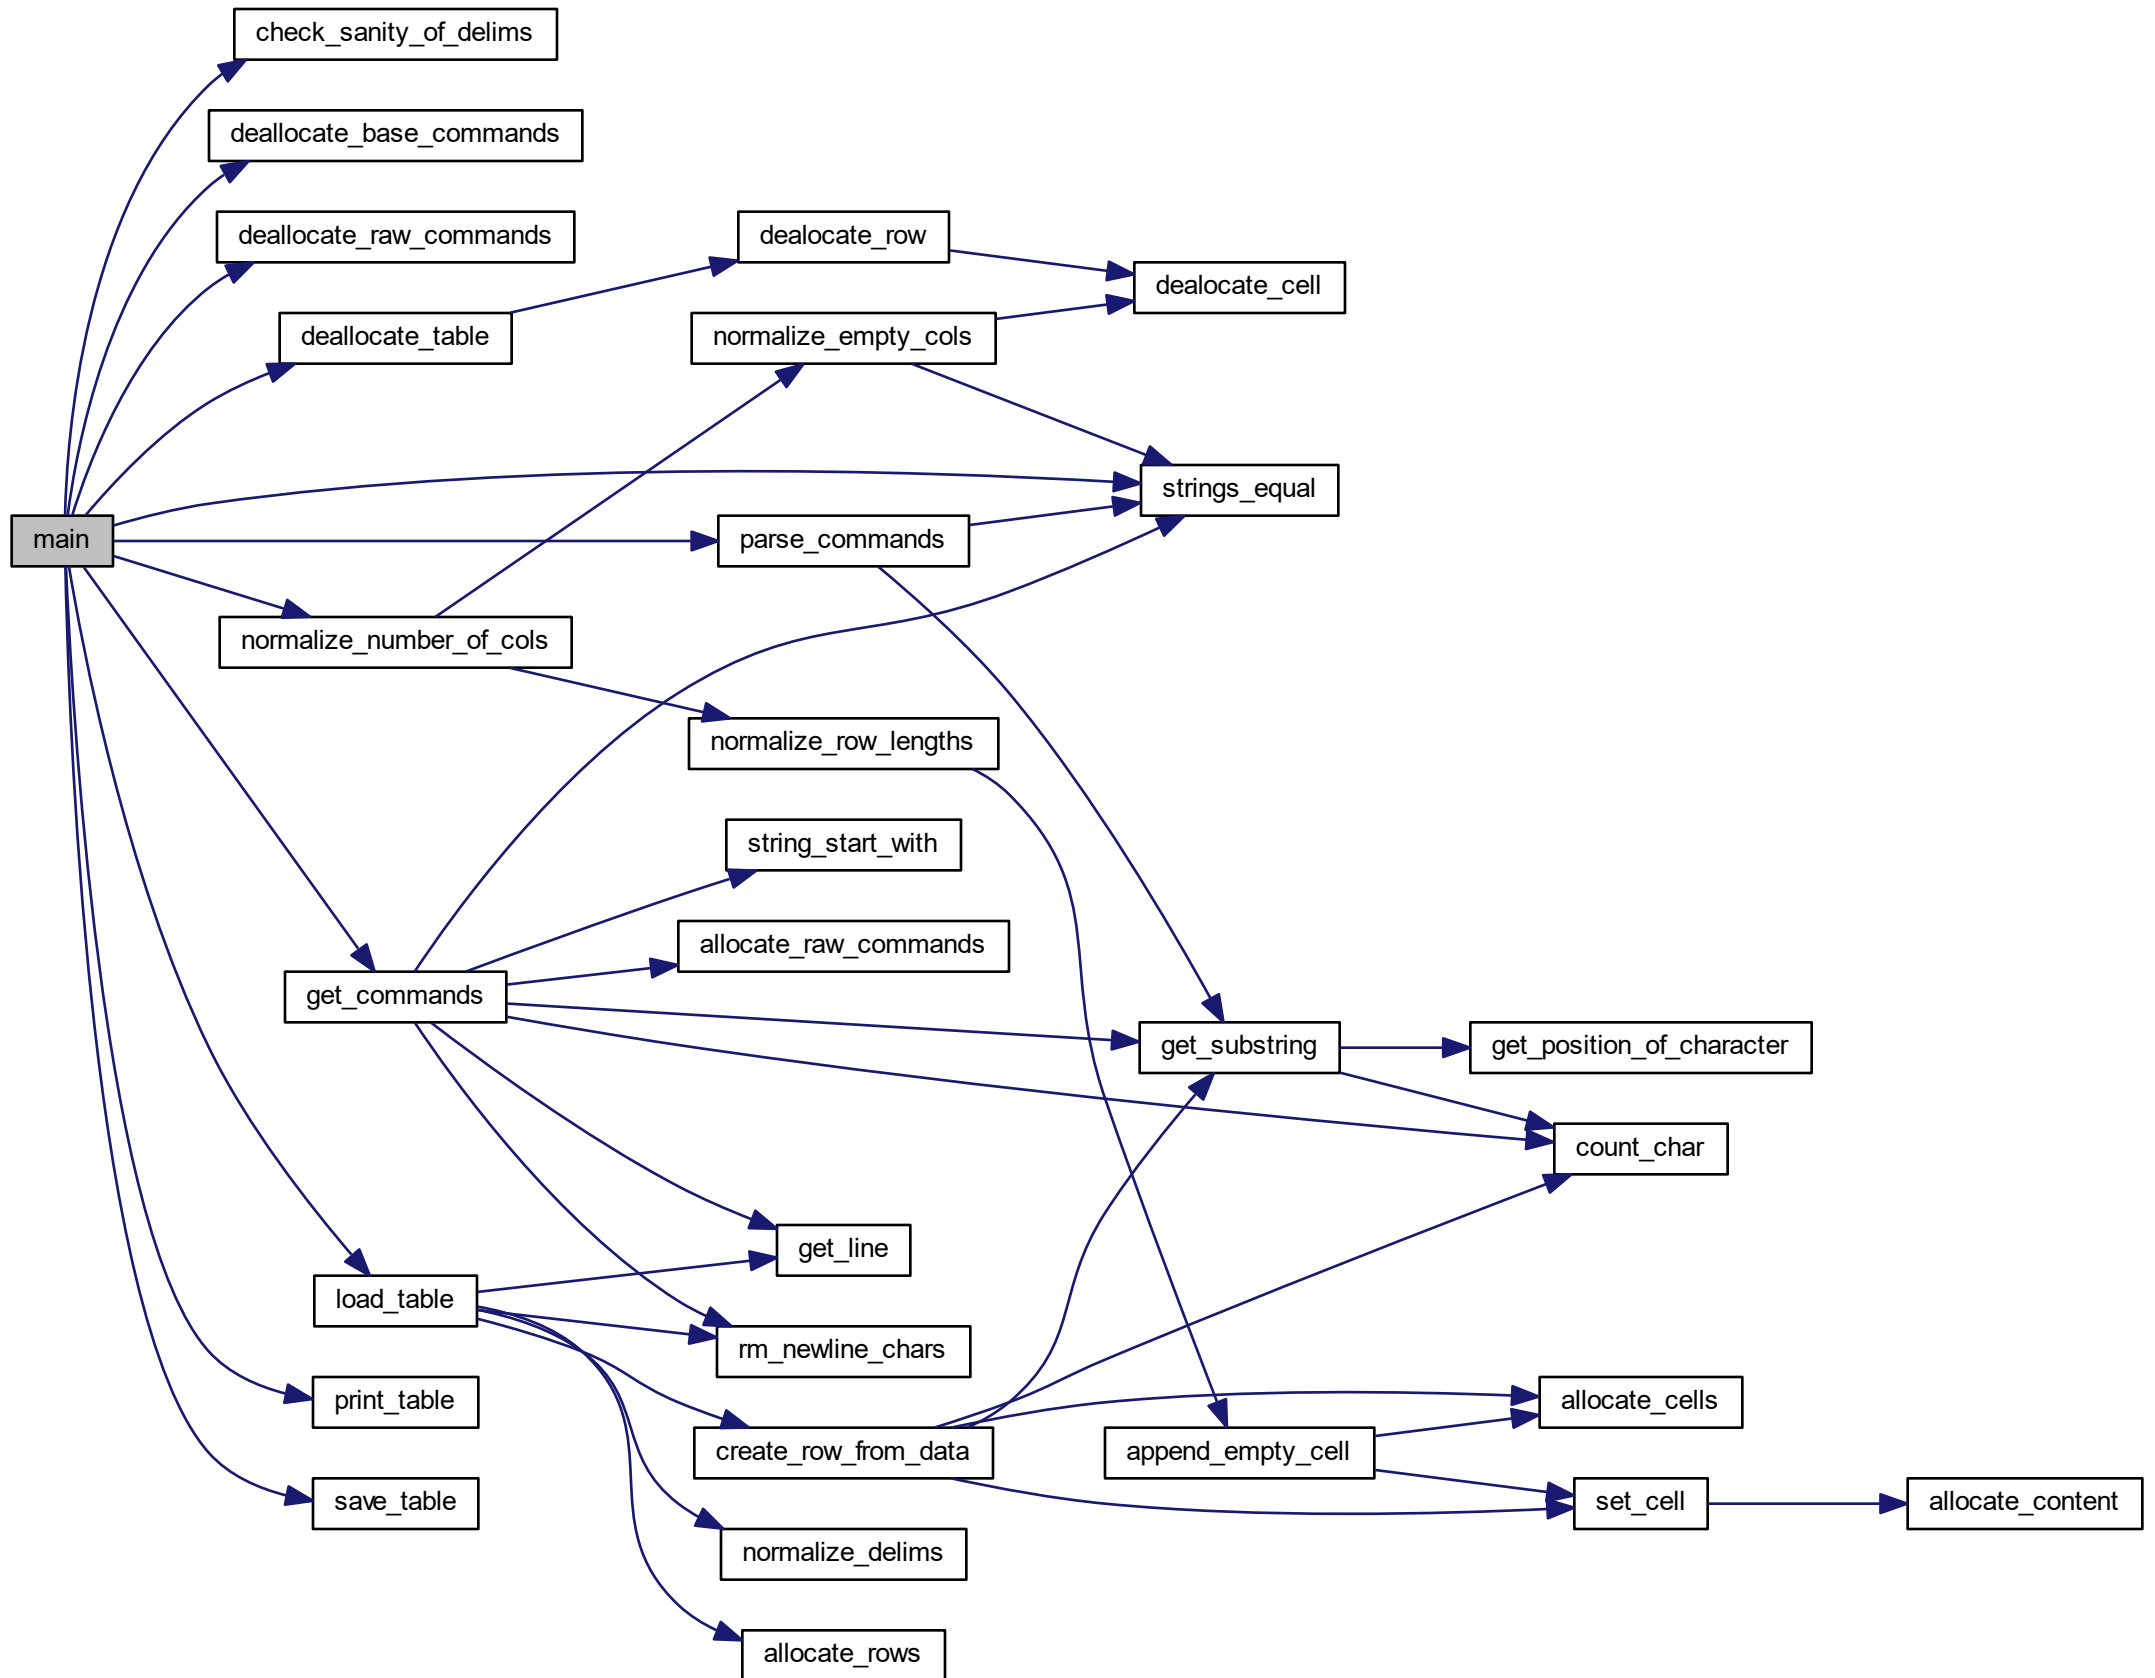 check_sanity_of_delims
deallocate_base_commands
deallocate_raw_commands
dealocate_row
dealocate_cell
deallocate_table
normalize_empty_cols
strings_equal
main
parse_commands
normalize_number_of_cols
normalize_row_lengths
string_start_with
allocate_raw_commands
get_commands
get_substring
get_position_of_character
count_char
get_line
load_table
rm_newline_chars
print_table
allocate_cells
create_row_from_data
append_empty_cell
save_table
set_cell
allocate_content
normalize_delims
allocate_rows